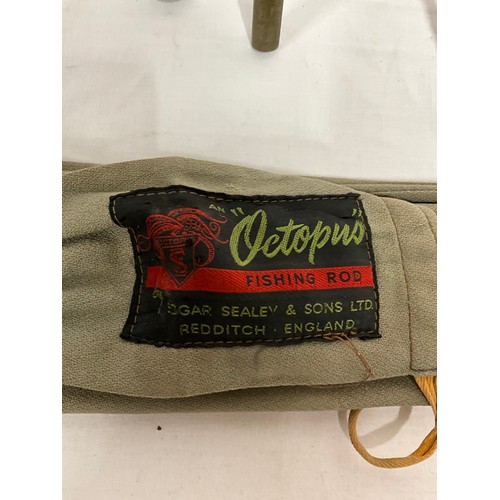 AN "Octopus"
FISHING ROD
EDGAR SEALEY & SONS LTD.
REDDITCH · ENGLAND